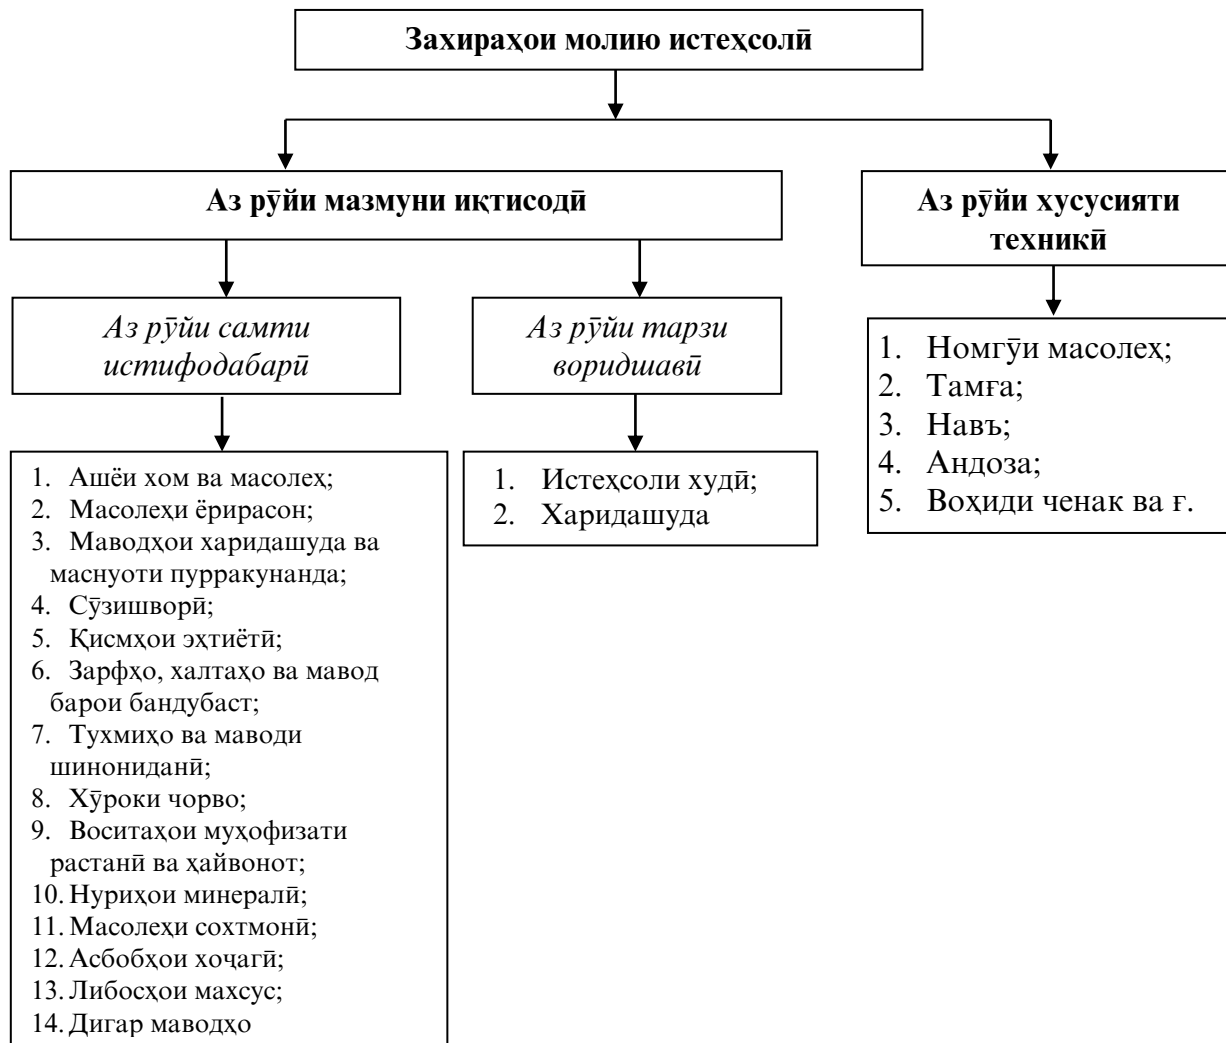 Захираҳои молию истеҳсолӣ
Аз рӯйи мазмуни иқтисодӣ
Аз рӯйи хусусияти
техникӣ
Аз рӯйи самти
истифодабарӣ
Аз рӯйи тарзи
воридшавӣ
1. Ашёи хом ва масолеҳ;
2. Масолеҳи ёрирасон;
3. Маводҳои харидашуда ва
маснуоти пурракунанда;
4. Сӯзишворӣ;
5. Қисмҳои эҳтиётӣ;
6. Зарфҳо, халтаҳо ва мавод
барои бандубаст;
7. Тухмиҳо ва маводи
шинониданӣ;
8. Хӯроки чорво;
9. Воситаҳои муҳофизати
растанӣ ва ҳайвонот;
10. Нуриҳои минералӣ;
11. Масолеҳи сохтмонӣ;
12. Асбобҳои хоҷагӣ;
13. Либосҳои махсус;
14. Дигар маводҳо
1. Истеҳсоли худӣ;
2. Харидашуда
1. Номгӯи масолеҳ;
2. Тамға;
3. Навъ;
4. Андоза;
5. Воҳиди ченак ва ғ.